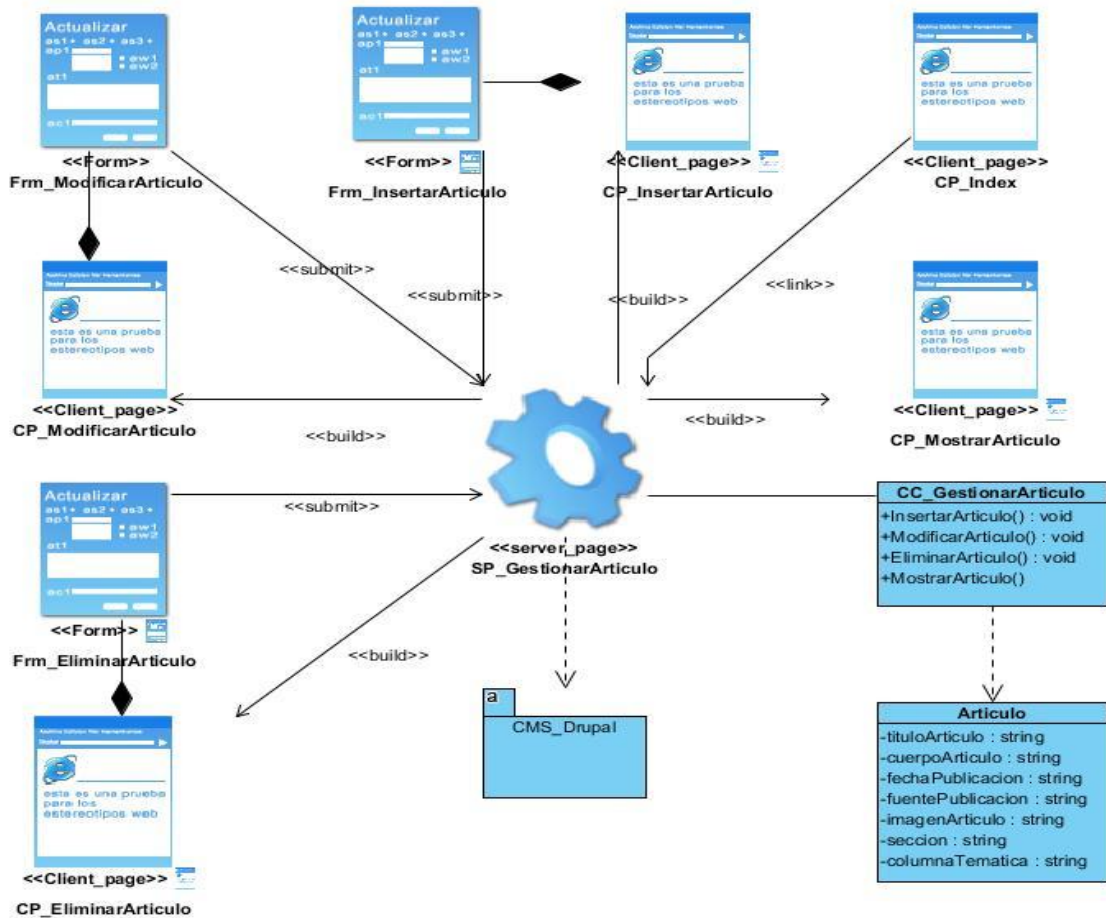 Actualizar
as1 as2 as3
ap1
aw1
aw2
at1
ac1
<<Form>>
Frm_ModificarArticulo
Actualizar
as1 as2 as3
ap1
aw1
aw2
at1
ac1
<<Form>>
Frm_InsertarArticulo
esta es una prueba
para los
estereotipos web
<<Client_page>>
CP_InsertarArticulo
esta es una prueba
para los
estereotipos web
<<Client_page>>
CP_Index
<<submit>>
<<submit>>
<<build>>
<<link>>
esta es una prueba
para los
estereotipos web
<<Client_page>>
CP_ModificarArticulo
<<build>>
<<build>>
esta es una prueba
para los
estereotipos web
<<Client_page>>
CP_MostrarArticulo
Actualizar
as1 as2 as3
ap1
aw1
aw2
at1
ac1
<<Form>>
Frm_EliminarArticulo
<<submit>>
<<server_page>>
SP_GestionarArticulo
CC_GestionarArticulo
+InsertarArticulo() : void
+ModificarArticulo() : void
+EliminarArticulo() : void
+MostrarArticulo()
<<build>>
a
CMS_Drupal
Articulo
-tituloArticulo : string
-cuerpoArticulo : string
-fechaPublicacion : string
-fuentePublicacion : string
-imagenArticulo : string
-seccion : string
-columnaTematica : string
esta es una prueba
para los
estereotipos web
<<Client_page>>
CP_EliminarArticulo